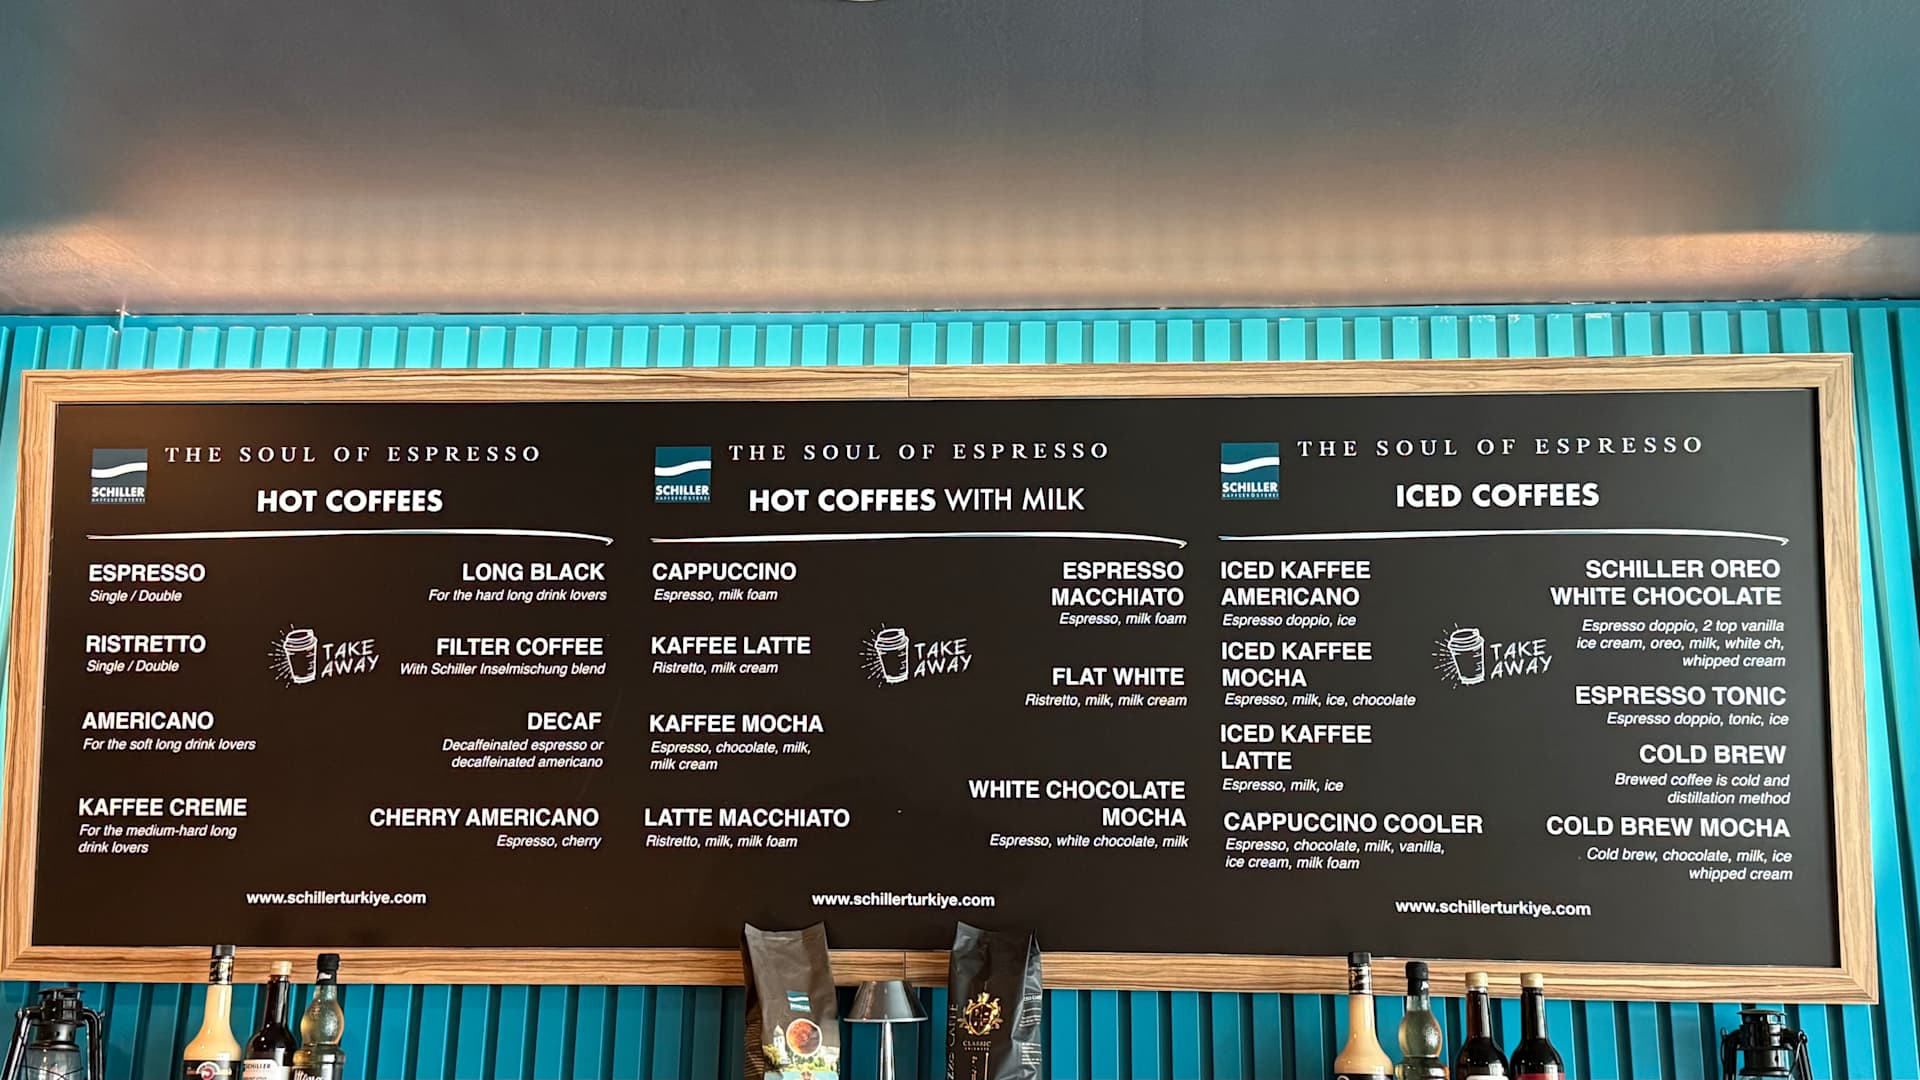 THE SOUL OF ESPRESSO
SCHILLER
KAFFEERÖSTEREI
HOT COFFEES
ESPRESSO
Single / Double
RISTRETTO
Single / Double
AMERICANO
For the soft long drink lovers
KAFFEE CREME
For the medium-hard long
drink lovers
TAKE
AWAY
LONG BLACK
For the hard long drink lovers
FILTER COFFEE
With Schiller Inselmischung blend
DECAF
Decaffeinated espresso or
decaffeinated americano
CHERRY AMERICANO
Espresso, cherry
www.schillerturkiye.com
THE SOUL OF ESPRESSO
SCHILLER
KAFFEERÖSTEREI
HOT COFFEES WITH MILK
CAPPUCCINO
Espresso, milk foam
KAFFEE LATTE
Ristretto, milk cream
KAFFEE MOCHA
Espresso, chocolate, milk,
milk cream
LATTE MACCHIATO
Ristretto, milk, milk foam
TAKE
AWAY
ESPRESSO
MACCHIATO
Espresso, milk foam
FLAT WHITE
Ristretto, milk, milk cream
WHITE CHOCOLATE
MOCHA
Espresso, white chocolate, milk
www.schillerturkiye.com
THE SOUL OF ESPRESSO
SCHILLER
KAFFEERÖSTEREI
ICED COFFEES
ICED KAFFEE
AMERICANO
Espresso doppio, ice
ICED KAFFEE
MOCHA
Espresso, milk, ice, chocolate
ICED KAFFEE
LATTE
Espresso, milk, ice
CAPPUCCINO COOLER
Espresso, chocolate, milk, vanilla,
ice cream, milk foam
TAKE
AWAY
SCHILLER OREO
WHITE CHOCOLATE
Espresso doppio, 2 top vanilla
ice cream, oreo, milk, white ch,
whipped cream
ESPRESSO TONIC
Espresso doppio, tonic, ice
COLD BREW
Brewed coffee is cold and
distillation method
COLD BREW MOCHA
Cold brew, chocolate, milk, ice
whipped cream
www.schillerturkiye.com
SCHILLER
CLASSIC